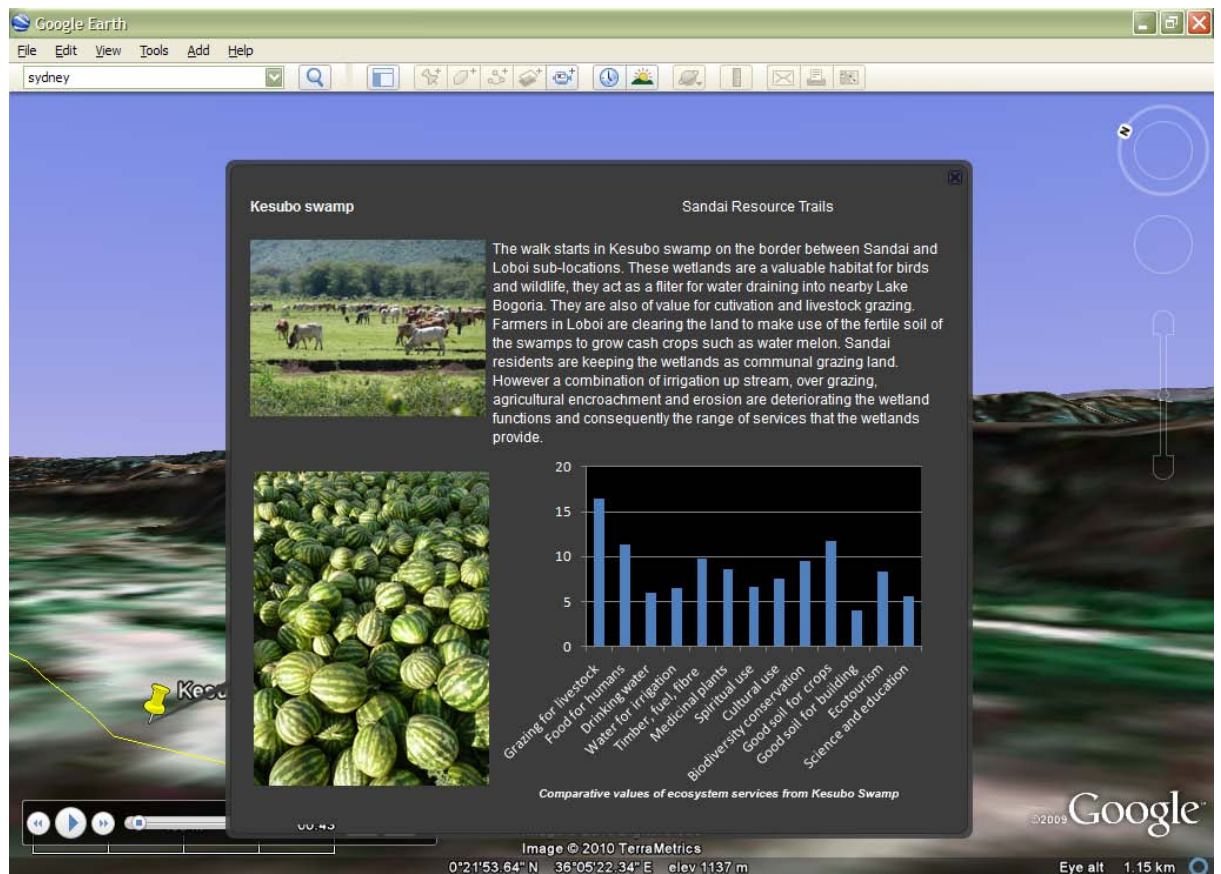 Google Earth
File Edit View Tools Add Help
sydney
N
Kesubo swamp
Sandai Resource Trails
The walk starts in Kesubo swamp on the border between Sandai and
Loboi sub-locations. These wetlands are a valuable habitat for birds
and wildlife, they act as a fliter for water draining into nearby Lake
Bogoria. They are also of value for cutivation and livestock grazing.
Farmers in Loboi are clearing the land to make use of the fertile soil of
the swamps to grow cash crops such as water melon. Sandai
residents are keeping the wetlands as communal grazing land.
However a combination of irrigation up stream, over grazing,
agricultural encroachment and erosion are deteriorating the wetland
functions and consequently the range of services that the wetlands
provide.
20
15
10
5
0
Grazing for livestock
Food for humans
Drinking water
Water for irrigation
Timber, fuel, fibre
Medicinal plants
Spiritual use
Cultural use
Biodiversity conservation
Good soil for crops
Good soil for building
Ecotourism
Science and education
Comparative values of ecosystem services from Kesubo Swamp
©2009 Google
Image © 2010 TerraMetrics
0°21'53.64" N 36°05'22.34" E elev 1137 m
Eye alt 1.15 km